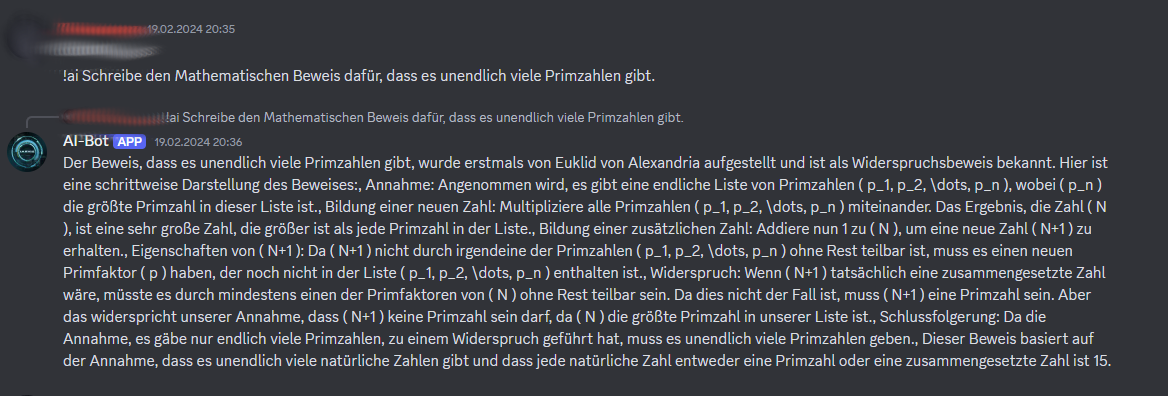 19.02.2024 20:35
!ai Schreibe den Mathematischen Beweis dafür, dass es unendlich viele Primzahlen gibt.
!ai Schreibe den Mathematischen Beweis dafür, dass es unendlich viele Primzahlen gibt.
AI-Bot APP 19.02.2024 20:36
Der Beweis, dass es unendlich viele Primzahlen gibt, wurde erstmals von Euklid von Alexandria aufgestellt und ist als Widerspruchsbeweis bekannt. Hier ist
eine schrittweise Darstellung des Beweises:, Annahme: Angenommen wird, es gibt eine endliche Liste von Primzahlen ( p_1, p_2, \dots, p_n ), wobei ( p_n )
die größte Primzahl in dieser Liste ist., Bildung einer neuen Zahl: Multipliziere alle Primzahlen ( p_1, p_2, \dots, p_n ) miteinander. Das Ergebnis, die Zahl ( N
), ist eine sehr große Zahl, die größer ist als jede Primzahl in der Liste., Bildung einer zusätzlichen Zahl: Addiere nun 1 zu ( N ), um eine neue Zahl ( N+1 ) zu
erhalten., Eigenschaften von ( N+1 ): Da ( N+1 ) nicht durch irgendeine der Primzahlen ( p_1, p_2, \dots, p_n ) ohne Rest teilbar ist, muss es einen neuen
Primfaktor ( p ) haben, der noch nicht in der Liste ( p_1, p_2, \dots, p_n ) enthalten ist., Widerspruch: Wenn ( N+1 ) tatsächlich eine zusammengesetzte Zahl
wäre, müsste es durch mindestens einen der Primfaktoren von ( N ) ohne Rest teilbar sein. Da dies nicht der Fall ist, muss ( N+1 ) eine Primzahl sein. Aber
das widerspricht unserer Annahme, dass ( N+1 ) keine Primzahl sein darf, da ( N ) die größte Primzahl in unserer Liste ist., Schlussfolgerung: Da die
Annahme, es gäbe nur endlich viele Primzahlen, zu einem Widerspruch geführt hat, muss es unendlich viele Primzahlen geben., Dieser Beweis basiert auf
der Annahme, dass es unendlich viele natürliche Zahlen gibt und dass jede natürliche Zahl entweder eine Primzahl oder eine zusammengesetzte Zahl ist 15.